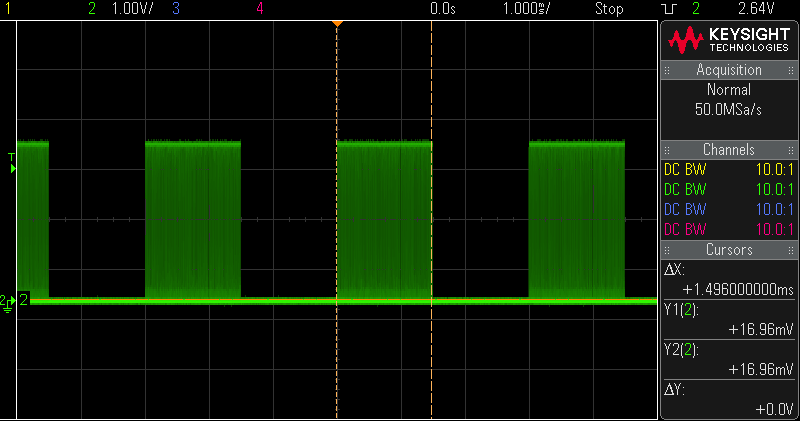 1 2 1.00V/ 3 4 0.0s 1.000ms/ Stop 2 2.64V
KEYSIGHT
TECHNOLOGIES
Acquisition
Normal
50.0MSa/s
Channels
DC BW 10.0:1
DC BW 10.0:1
DC BW 10.0:1
DC BW 10.0:1
Cursors
ΔX:
+1.496000000ms
Y1(2):
+16.96mV
Y2(2):
+16.96mV
ΔY:
+0.0V
T
2 2